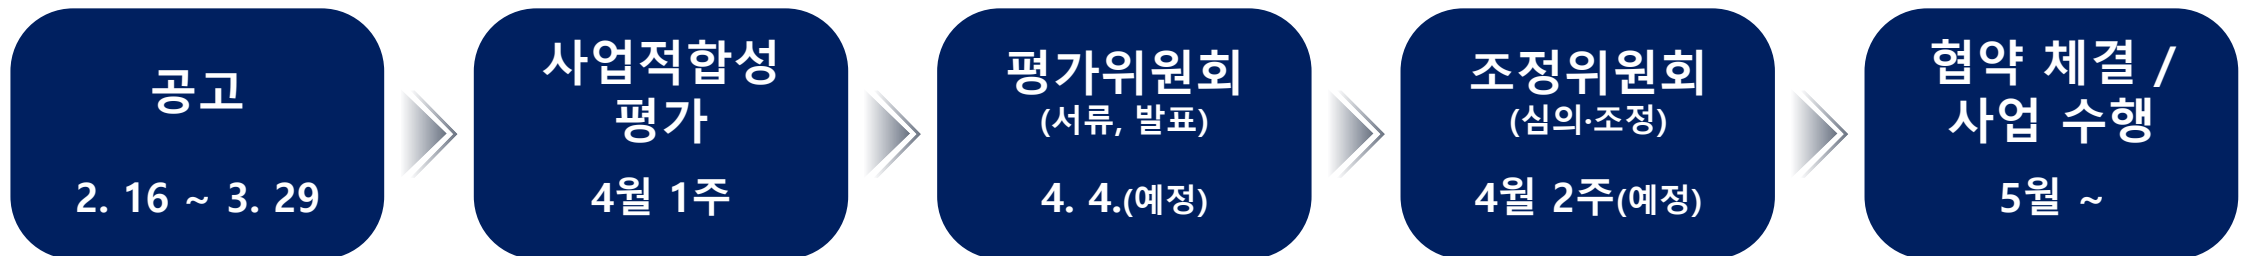 공고
2. 16 ~ 3. 29
사업적합성
평가
4월 1주
평가위원회
(서류, 발표)
4. 4.(예정)
조정위원회
(심의·조정)
4월 2주(예정)
협약 체결 /
사업 수행
5월 ~